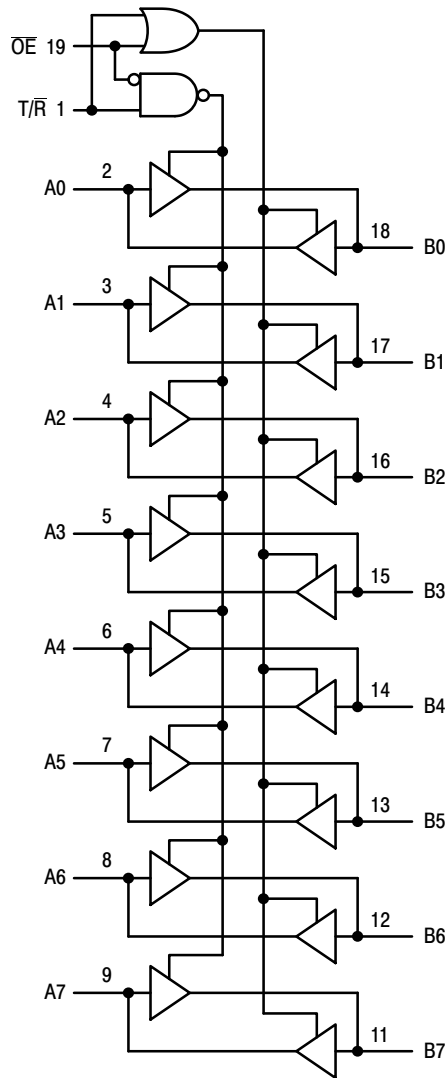 O̅E̅ 19
T/R̅ 1
A0 2
18 B0
A1 3
17 B1
A2 4
16 B2
A3 5
15 B3
A4 6
14 B4
A5 7
13 B5
A6 8
12 B6
A7 9
11 B7